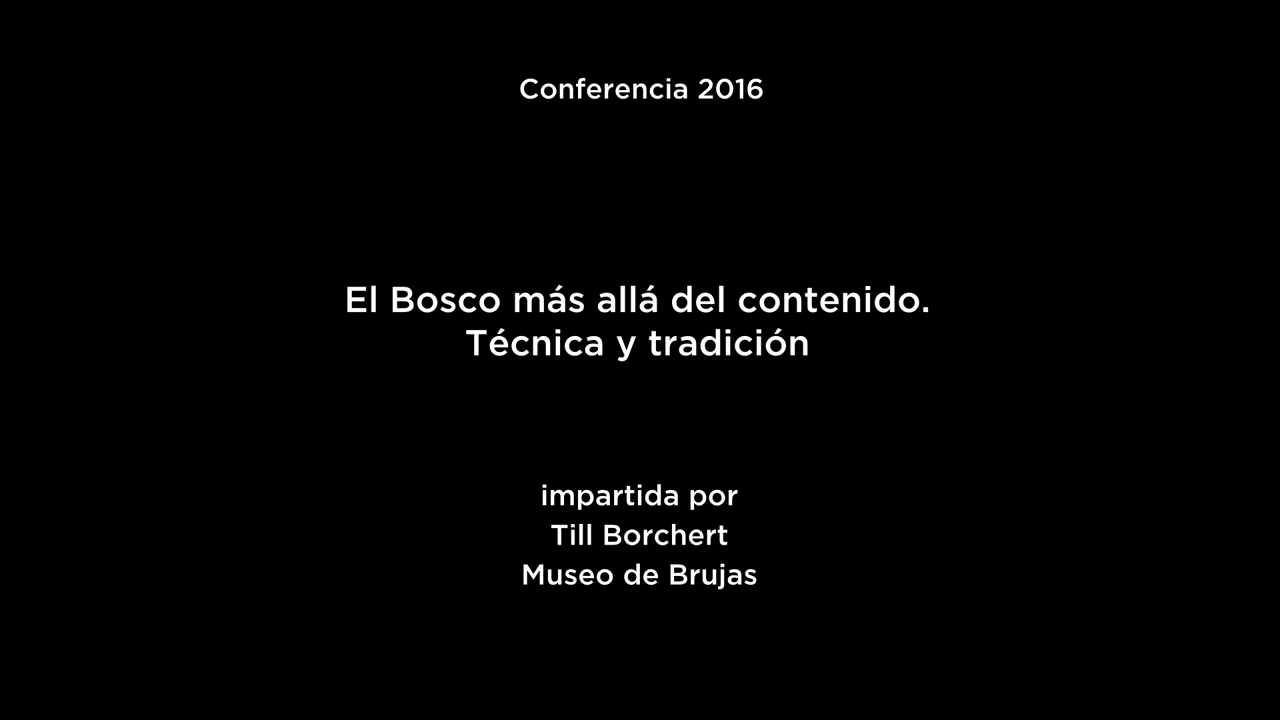 Conferencia 2016
El Bosco más allá del contenido.
Técnica y tradición
impartida por
Till Borchert
Museo de Brujas